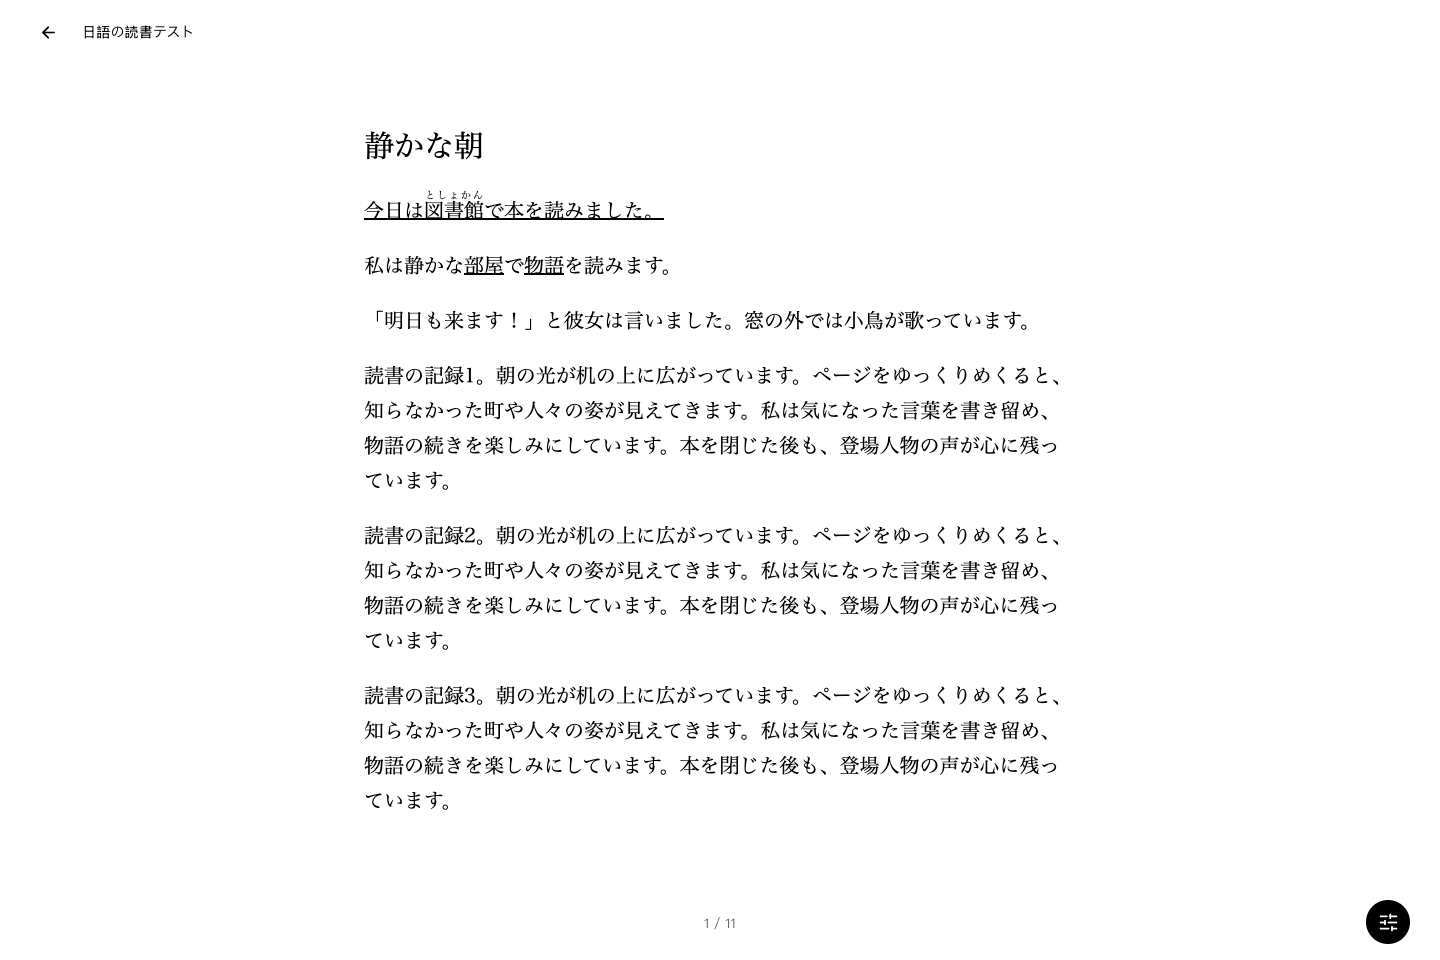 日語の読書テスト
静かな朝
としょかん
今日は図書館で本を読みました。
私は静かな部屋で物語を読みます。
「明日も来ます！」と彼女は言いました。窓の外では小鳥が歌っています。
読書の記録1。朝の光が机の上に広がっています。ページをゆっくりめくると、
知らなかった町や人々の姿が見えてきます。私は気になった言葉を書き留め、
物語の続きを楽しみにしています。本を閉じた後も、登場人物の声が心に残っ
ています。
読書の記録2。朝の光が机の上に広がっています。ページをゆっくりめくると、
知らなかった町や人々の姿が見えてきます。私は気になった言葉を書き留め、
物語の続きを楽しみにしています。本を閉じた後も、登場人物の声が心に残っ
ています。
読書の記録3。朝の光が机の上に広がっています。ページをゆっくりめくると、
知らなかった町や人々の姿が見えてきます。私は気になった言葉を書き留め、
物語の続きを楽しみにしています。本を閉じた後も、登場人物の声が心に残っ
ています。
1 / 11